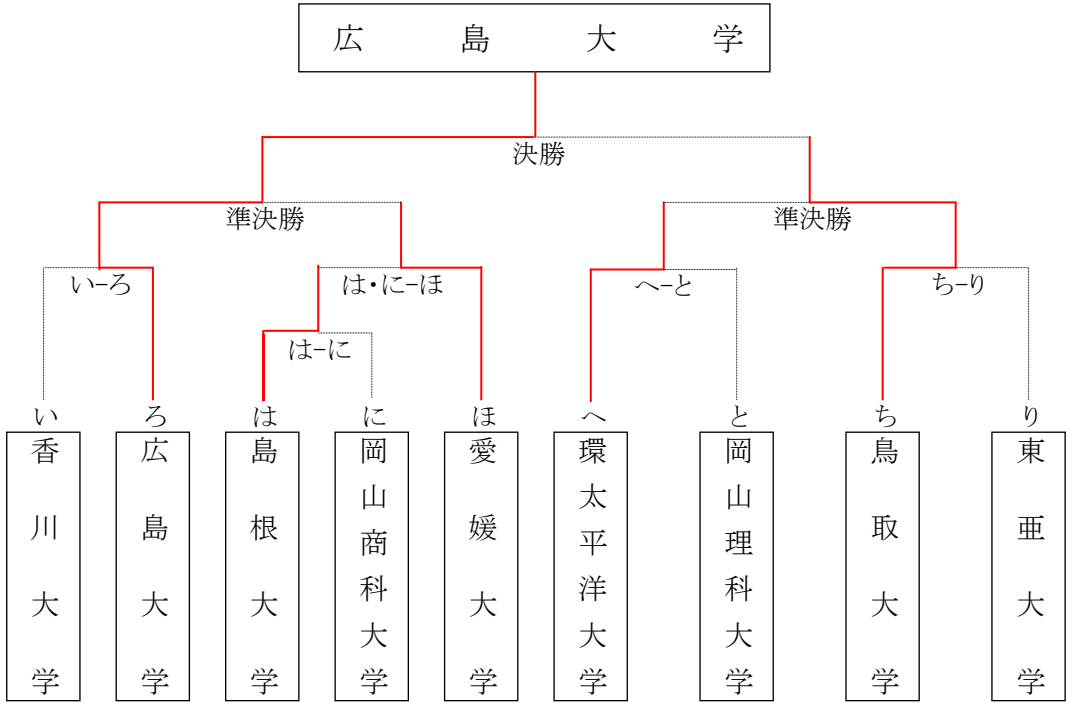 広島大学
決勝
準決勝
準決勝
い−ろ
は・に−ほ
へ−と
ち−り
は−に
い
ろ
は
に
ほ
へ
と
ち
り
香川大学
広島大学
島根大学
岡山商科大学
愛媛大学
環太平洋大学
岡山理科大学
鳥取大学
東亜大学